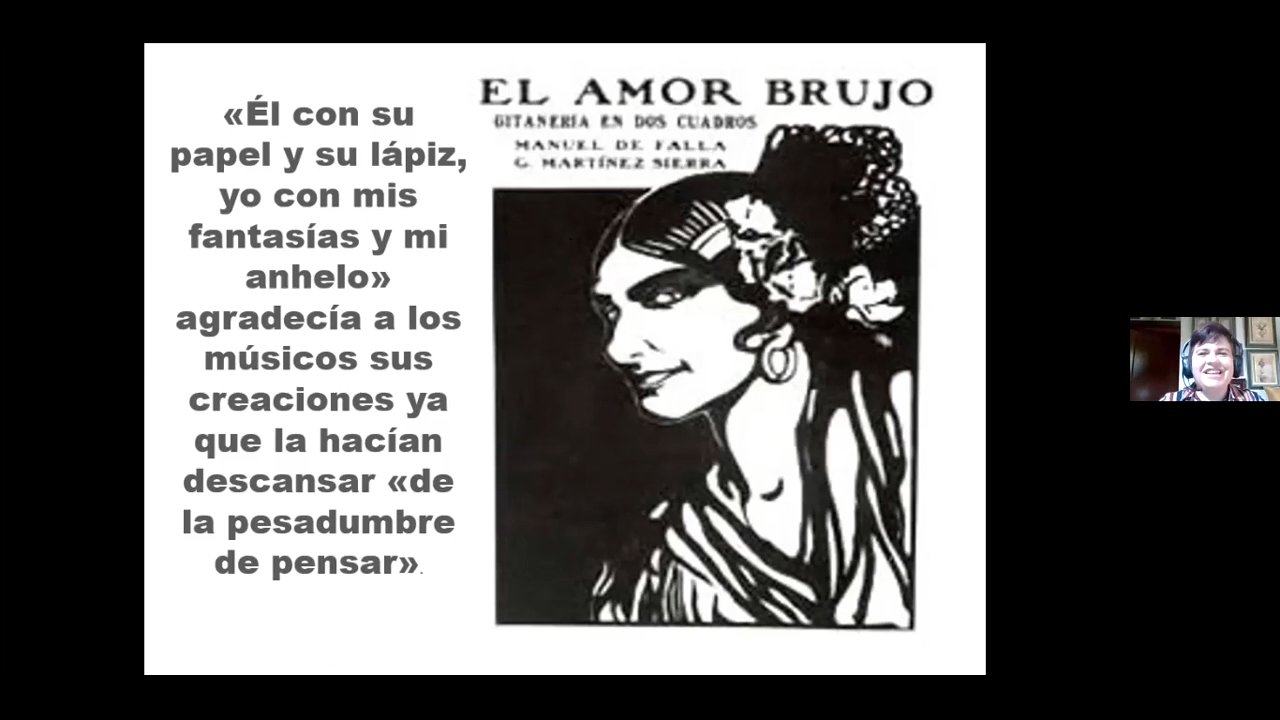 «Él con su
papel y su lápiz,
yo con mis
fantasías y mi
anhelo»
agradecía a los
músicos sus
creaciones ya
que la hacían
descansar «de
la pesadumbre
de pensar».
EL AMOR BRUJO
GITANERÍA EN DOS CUADROS
MANUEL DE FALLA
G. MARTÍNEZ SIERRA